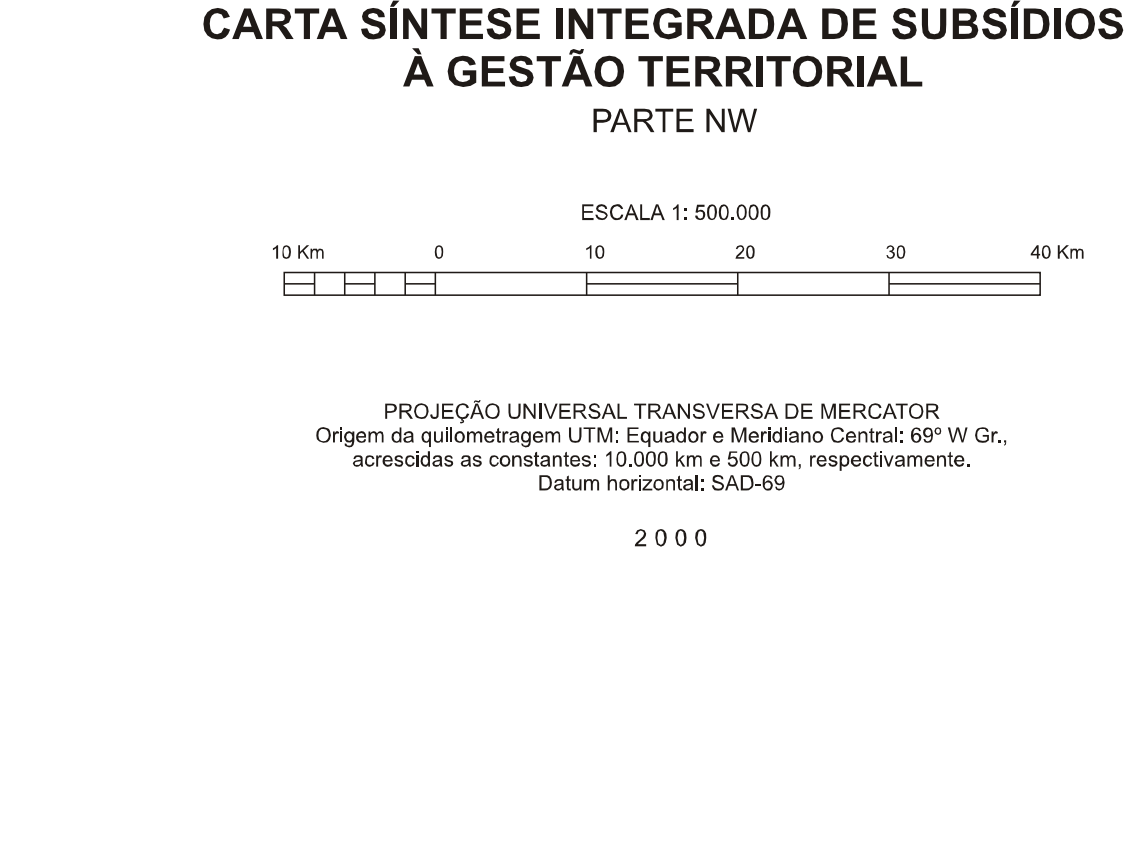 CARTA SÍNTESE INTEGRADA DE SUBSÍDIOS
À GESTÃO TERRITORIAL
PARTE NW
ESCALA 1: 500.000
10 Km 0 10 20 30 40 Km
PROJEÇÃO UNIVERSAL TRANSVERSA DE MERCATOR
Origem da quilometragem UTM: Equador e Meridiano Central: 69º W Gr.,
acrescidas as constantes: 10.000 km e 500 km, respectivamente.
Datum horizontal: SAD-69
2 0 0 0